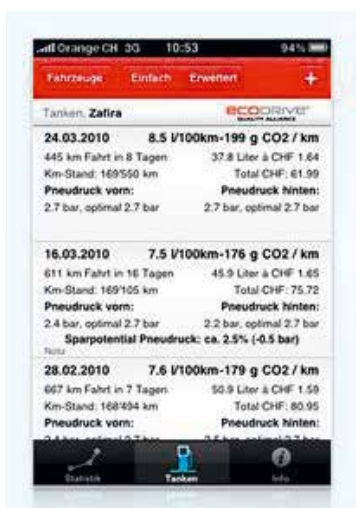 Orange CH 3G 10:53 94%
Fahrzeuge Einfach Erweitert +
Tanken, Zafira ECODRIVE
QUALITY ALLIANCE
24.03.2010 8.5 l/100km-199 g CO2 / km
445 km Fahrt in 8 Tagen 37.8 Liter à CHF 1.64
Km-Stand: 169'550 km Total CHF: 61.99
Pneudruck vorn: Pneudruck hinten:
2.7 bar, optimal 2.7 bar 2.7 bar, optimal 2.7 bar
16.03.2010 7.5 l/100km-176 g CO2 / km
611 km Fahrt in 16 Tagen 45.9 Liter à CHF 1.65
Km-Stand: 169'105 km Total CHF: 75.72
Pneudruck vorn: Pneudruck hinten:
2.4 bar, optimal 2.7 bar 2.2 bar, optimal 2.7 bar
Sparpotential Pneudruck: ca. 2.5% (-0.5 bar)
28.02.2010 7.6 l/100km-179 g CO2 / km
667 km Fahrt in 7 Tagen 50.9 Liter à CHF 1.59
Km-Stand: 168'494 km Total CHF: 80.95
Pneudruck vorn: Pneudruck hinten:
Statistik Tanken Info